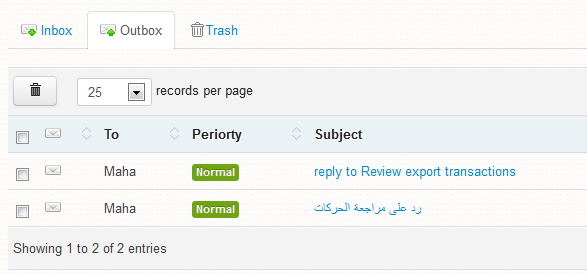 Inbox Outbox Trash
25 records per page
To Periorty Subject
Maha Normal reply to Review export transactions
Maha Normal رد على مراجعة الحركات
Showing 1 to 2 of 2 entries